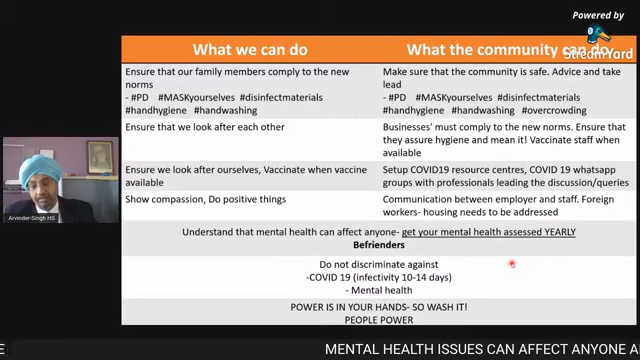 Powered by
StreamYard
What we can do
What the community can do
Ensure that our family members comply to the new
norms
- #PD #MASKyourselves #disinfectmaterials
#handhygiene #handwashing
Make sure that the community is safe. Advice and take
lead
- #PD #MASKyourselves #disinfectmaterials
#handhygiene #handwashing #overcrowding
Ensure that we look after each other
Businesses' must comply to the new norms. Ensure that
they assure hygiene and mean it! Vaccinate staff when
available
Ensure we look after ourselves, Vaccinate when vaccine
available
Setup COVID19 resource centres, COVID 19 whatsapp
groups with professionals leading the discussion/queries
Show compassion, Do positive things
Communication between employer and staff. Foreign
workers- housing needs to be addressed
Understand that mental health can affect anyone- get your mental health assessed YEARLY
Befrienders
Do not discriminate against
-COVID 19 (infectivity 10-14 days)
- Mental health
POWER IS IN YOUR HANDS- SO WASH IT!
PEOPLE POWER
Arvinder-Singh HS
E MENTAL HEALTH ISSUES CAN AFFECT ANYONE A